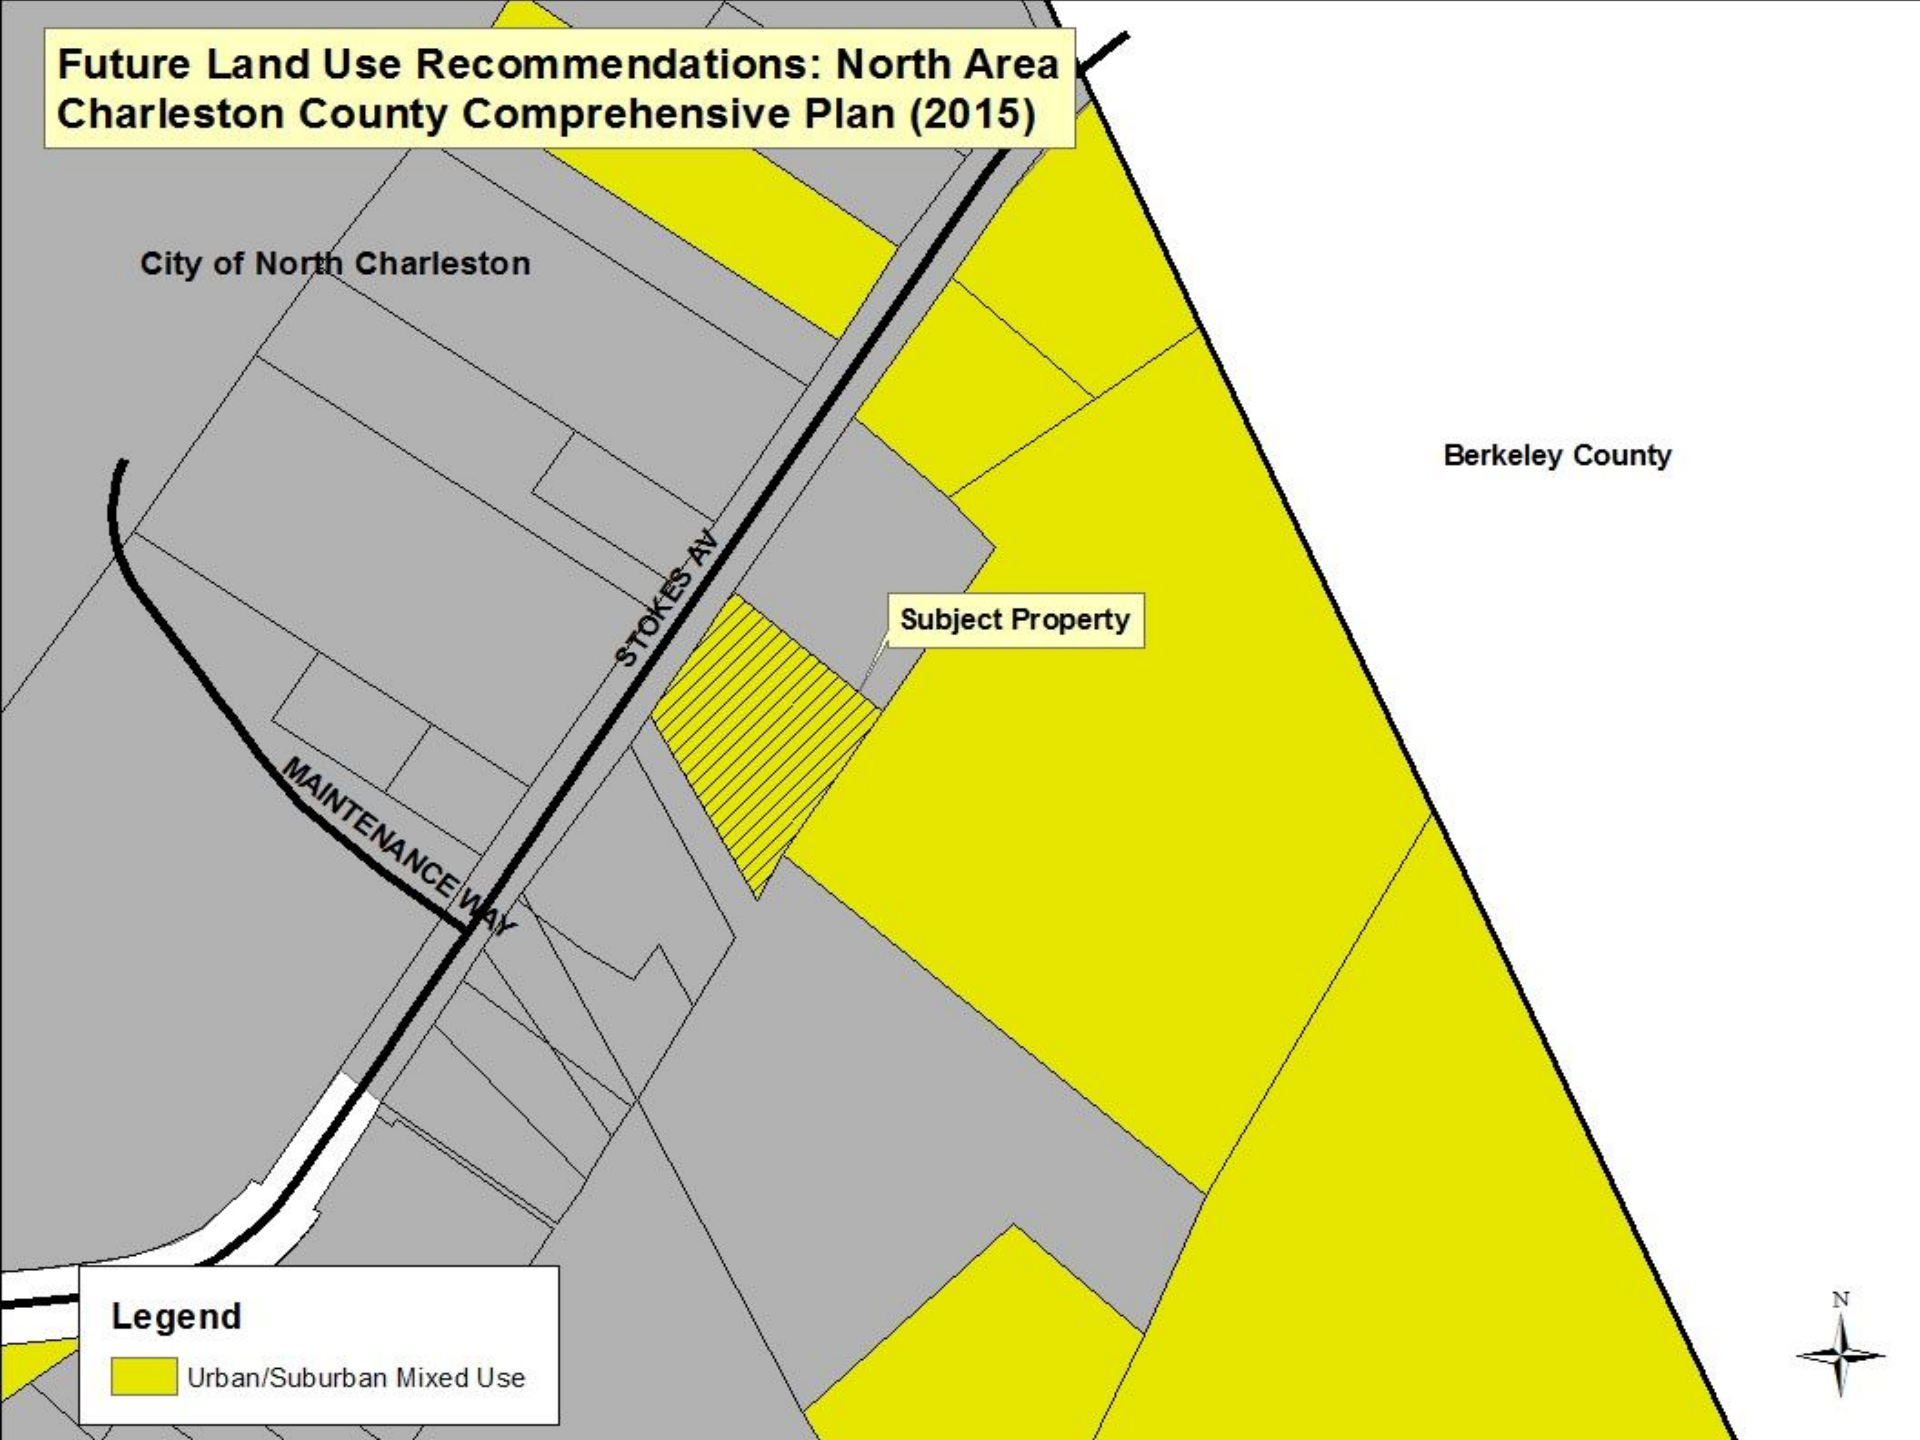 Future Land Use Recommendations: North Area
Charleston County Comprehensive Plan (2015)
City of North Charleston
Berkeley County
STOKES AV
Subject Property
MAINTENANCE WAY
Legend
Urban/Suburban Mixed Use
N